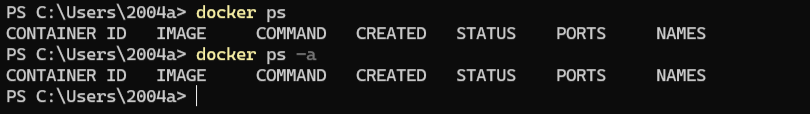 PS C:\Users\2004a> docker ps
CONTAINER ID   IMAGE     COMMAND   CREATED   STATUS    PORTS     NAMES
PS C:\Users\2004a> docker ps -a
CONTAINER ID   IMAGE     COMMAND   CREATED   STATUS    PORTS     NAMES
PS C:\Users\2004a>